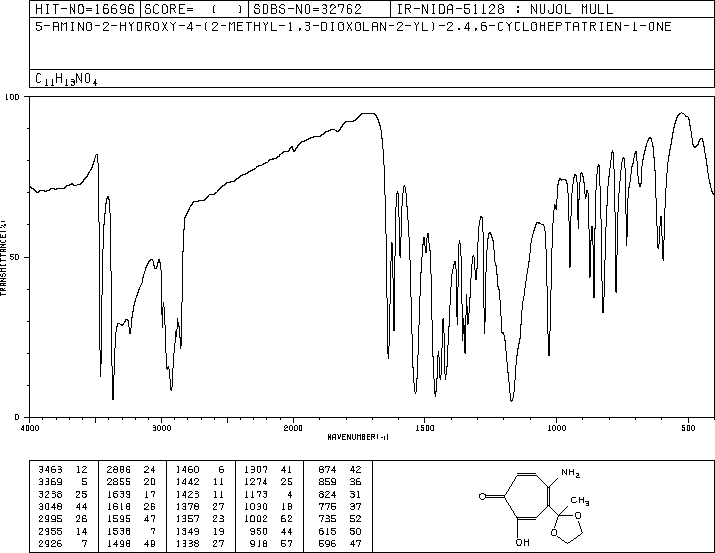 HIT-NO=16696 SCORE= ( ) SDBS-NO=32762 IR-NIDA-51128 : NUJOL MULL
5-AMINO-2-HYDROXY-4-(2-METHYL-1,3-DIOXOLAN-2-YL)-2,4,6-CYCLOHEPTATRIEN-1-ONE
C11H13NO4
100
50
0
TRANSMITTANCE(%)
4000 3000 2000 1500 1000 500
WAVENUMBER(-1)
3463 12 2886 24 1460 6 1307 41 874 42
3369 5 2855 20 1442 11 1274 25 859 36
3238 25 1639 17 1423 11 1173 4 824 31
3048 44 1618 26 1378 27 1030 18 775 37
2995 26 1595 47 1357 23 1002 62 735 52
2955 14 1538 7 1349 19 950 44 615 50
2926 7 1498 49 1338 27 918 57 596 47
NH2
O
CH3
O O
OH